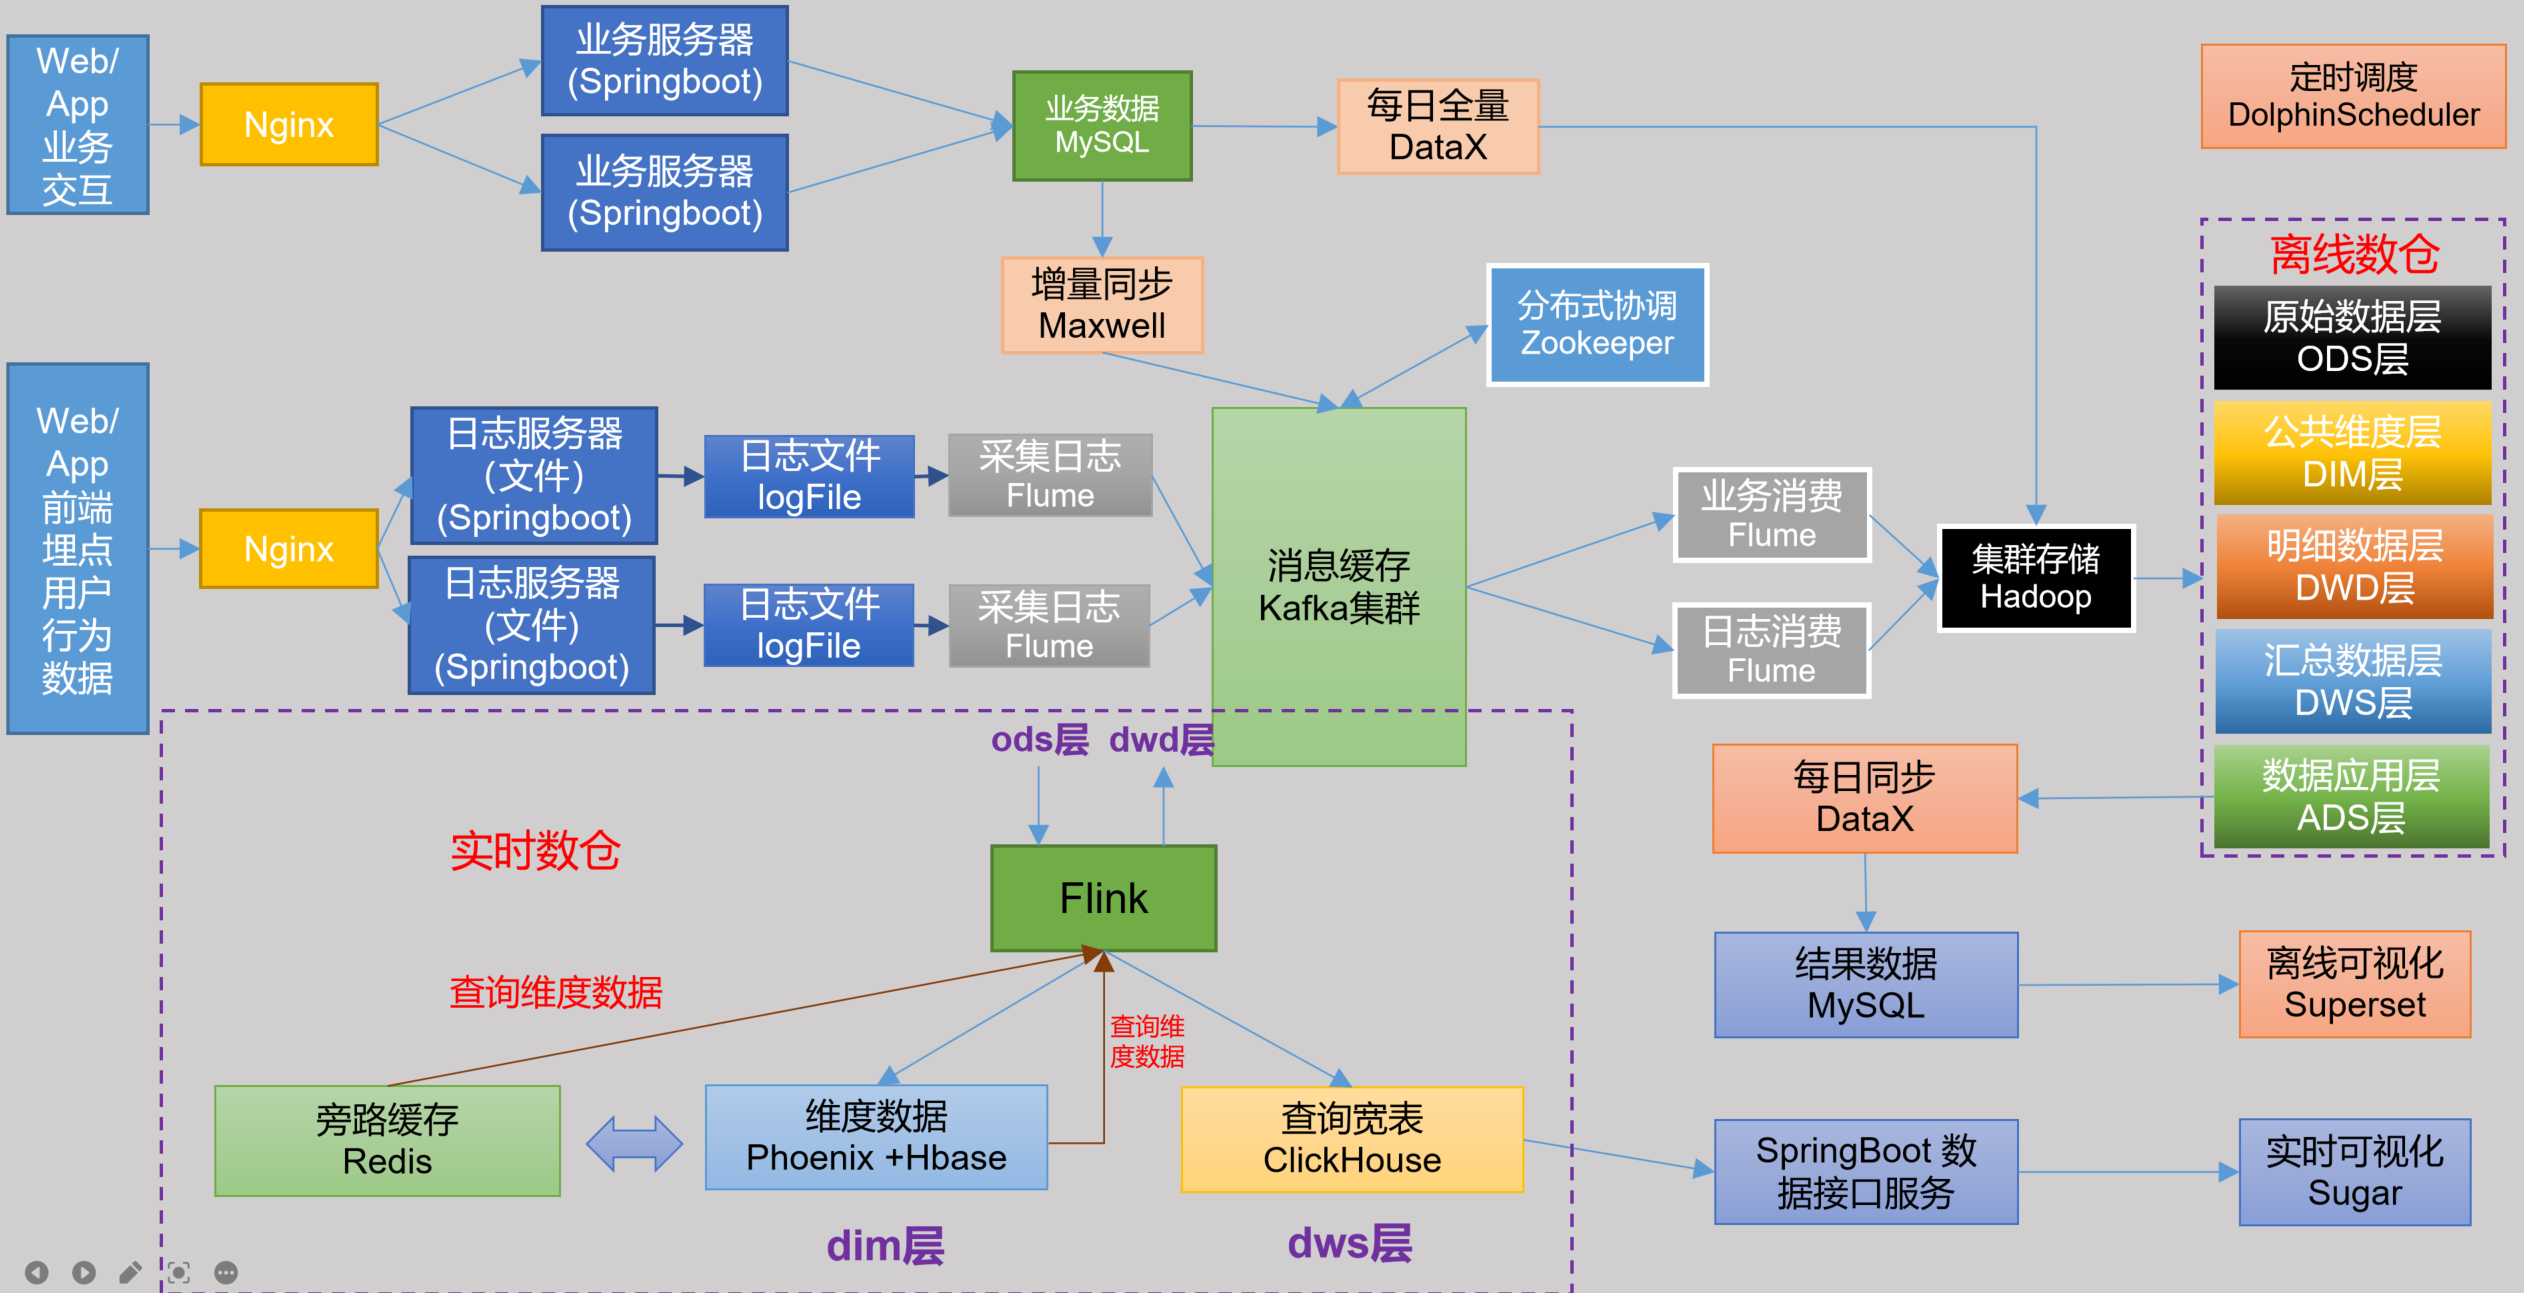 Web/
App
业务
交互
Nginx
业务服务器
(Springboot)
业务服务器
(Springboot)
业务数据
MySQL
每日全量
DataX
定时调度
DolphinScheduler
增量同步
Maxwell
分布式协调
Zookeeper
Web/
App
前端
埋点
用户
行为
数据
Nginx
日志服务器
(文件)
(Springboot)
日志文件
logFile
采集日志
Flume
日志服务器
(文件)
(Springboot)
日志文件
logFile
采集日志
Flume
消息缓存
Kafka集群
业务消费
Flume
日志消费
Flume
集群存储
Hadoop
离线数仓
原始数据层
ODS层
公共维度层
DIM层
明细数据层
DWD层
汇总数据层
DWS层
数据应用层
ADS层
每日同步
DataX
结果数据
MySQL
离线可视化
Superset
ods层 dwd层
实时数仓
Flink
查询维度数据
查询维
度数据
旁路缓存
Redis
维度数据
Phoenix +Hbase
查询宽表
ClickHouse
dim层
dws层
SpringBoot 数
据接口服务
实时可视化
Sugar